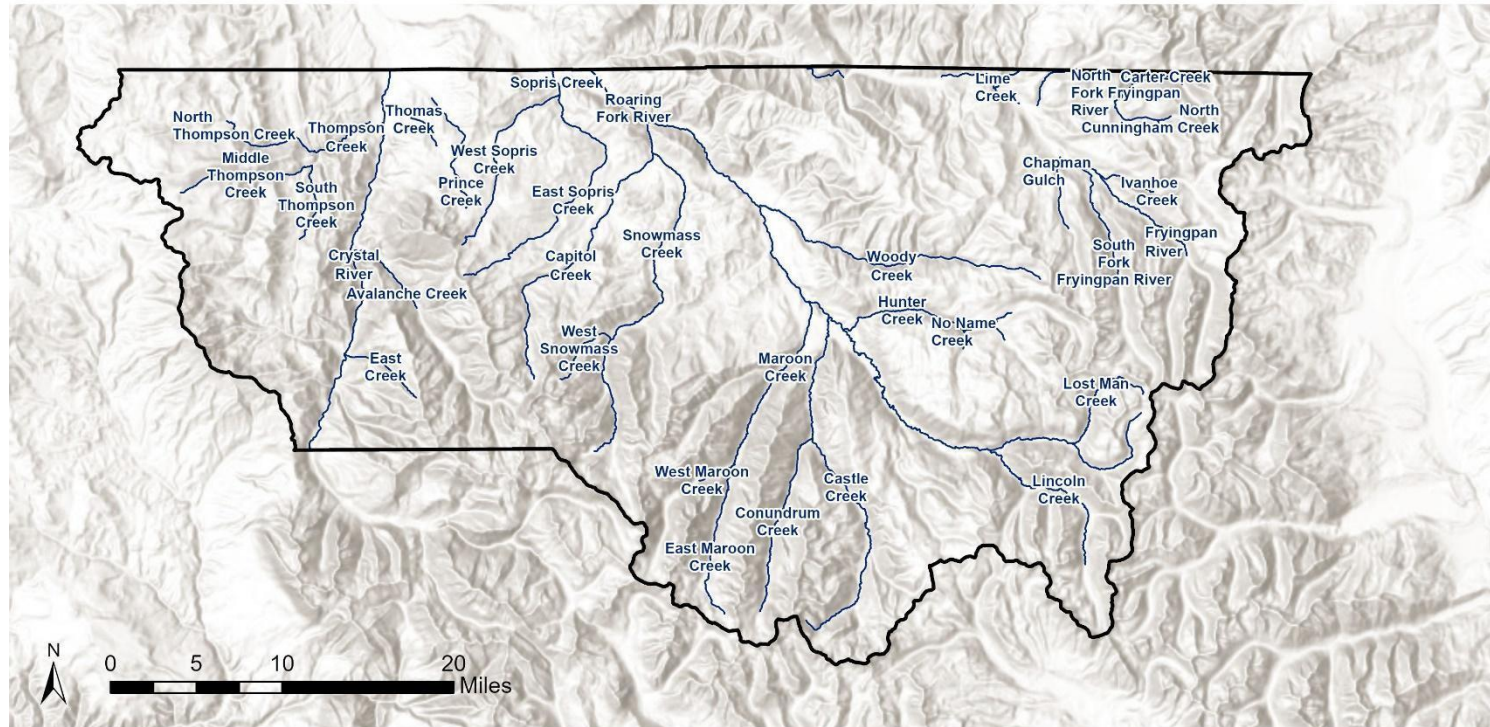 Sopris Creek
Roaring
Fork River
Lime
Creek
North
Fork Fryingpan
River
Carter Creek
North
Cunningham Creek
Thomas
Creek
North
Thompson Creek
Thompson
Creek
Middle
Thompson
Creek
South
Thompson
Creek
West Sopris
Creek
Prince
Creek
East Sopris
Creek
Chapman
Gulch
Ivanhoe
Creek
Fryingpan
River
South
Fork
Fryingpan River
Crystal
River
Avalanche Creek
Capitol
Creek
Snowmass
Creek
Woody
Creek
Hunter
Creek
No Name
Creek
West
Snowmass
Creek
East
Creek
Maroon
Creek
Lost Man
Creek
West Maroon
Creek
Castle
Creek
Conundrum
Creek
Lincoln
Creek
East Maroon
Creek
N
0 5 10 20
Miles